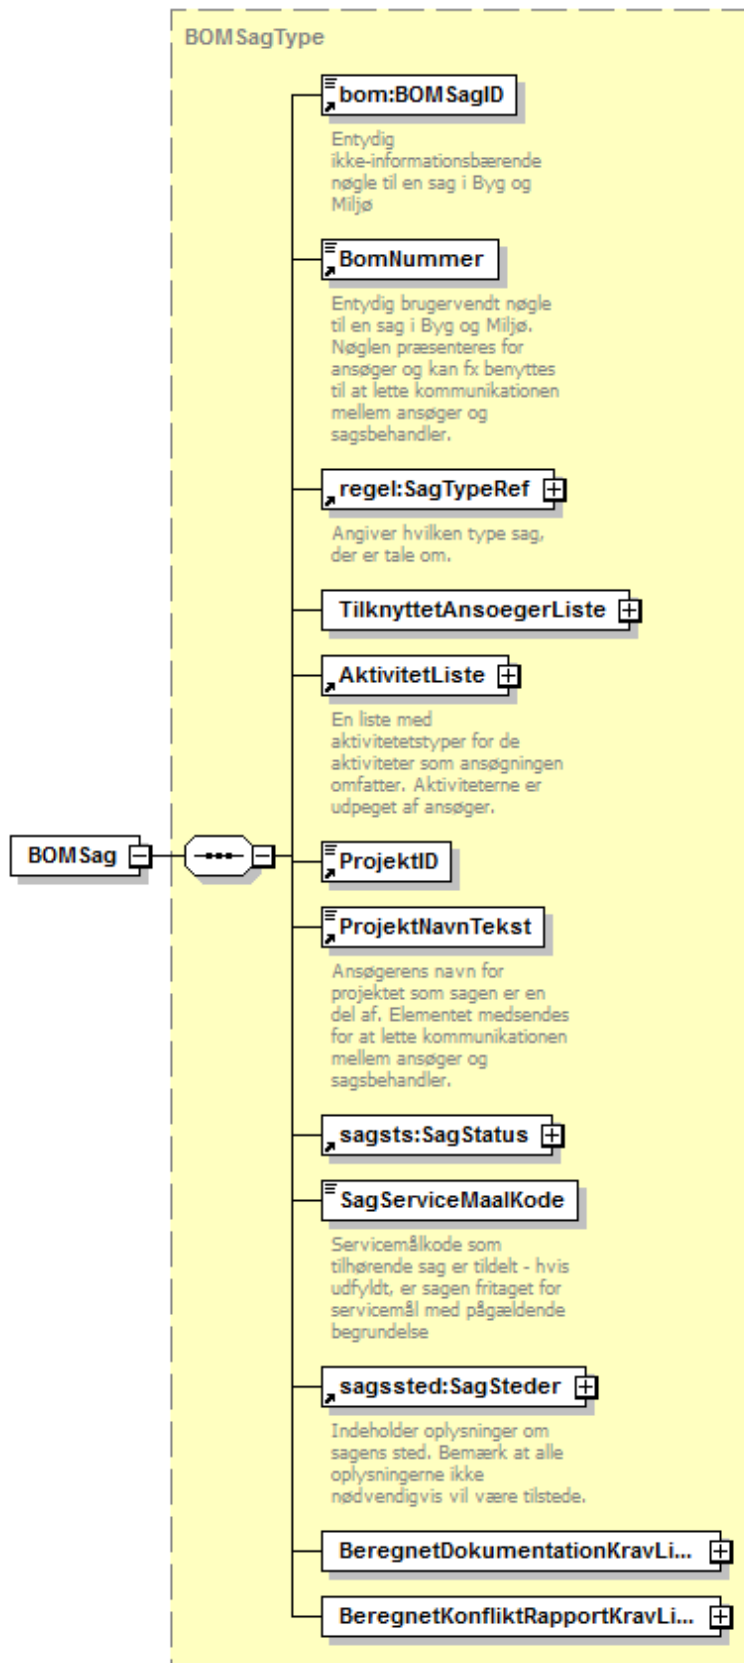 BOMSagType
bom:BOMSagID
Entydig
ikke-informationsbærende
nøgle til en sag i Byg og
Miljø
BomNummer
Entydig brugervendt nøgle
til en sag i Byg og Miljø.
Nøglen præsenteres for
ansøger og kan fx benyttes
til at lette kommunikationen
mellem ansøger og
sagsbehandler.
regel:SagTypeRef
Angiver hvilken type sag,
der er tale om.
TilknyttetAnsoegerListe
AktivitetListe
En liste med
aktivitetetstyper for de
aktiviteter som ansøgningen
omfatter. Aktiviteterne er
udpeget af ansøger.
BOMSag
ProjektID
ProjektNavnTekst
Ansøgerens navn for
projektet som sagen er en
del af. Elementet medsendes
for at lette kommunikationen
mellem ansøger og
sagsbehandler.
sagsts:SagStatus
SagServiceMaalKode
Servicemålkode som
tilhørende sag er tildelt - hvis
udfyldt, er sagen fritaget for
servicemål med pågældende
begrundelse
sagssted:SagSteder
Indeholder oplysninger om
sagens sted. Bemærk at alle
oplysningerne ikke
nødvendigvis vil være tilstede.
BeregnetDokumentationKravLi...
BeregnetKonfliktRapportKravLi...